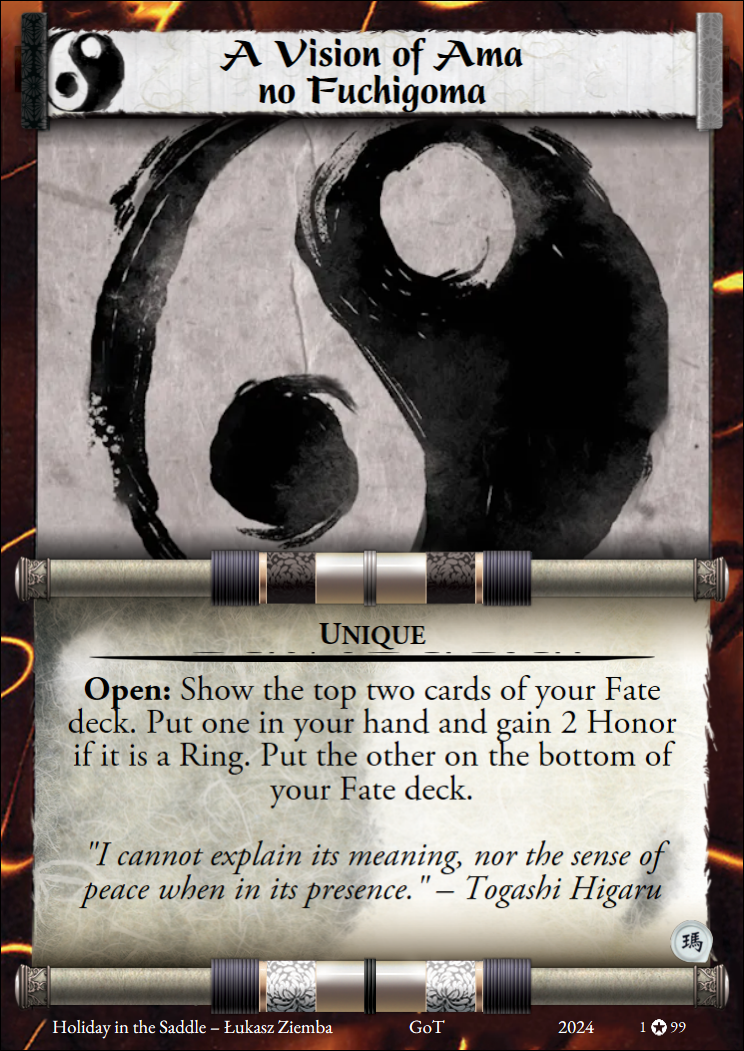 A Vision of Ama
no Fuchigoma
UNIQUE
Open: Show the top two cards of your Fate
deck. Put one in your hand and gain 2 Honor
if it is a Ring. Put the other on the bottom of
your Fate deck.
"I cannot explain its meaning, nor the sense of
peace when in its presence." – Togashi Higaru
瑪
Holiday in the Saddle – Łukasz Ziemba GoT 2024 1 ✪ 99